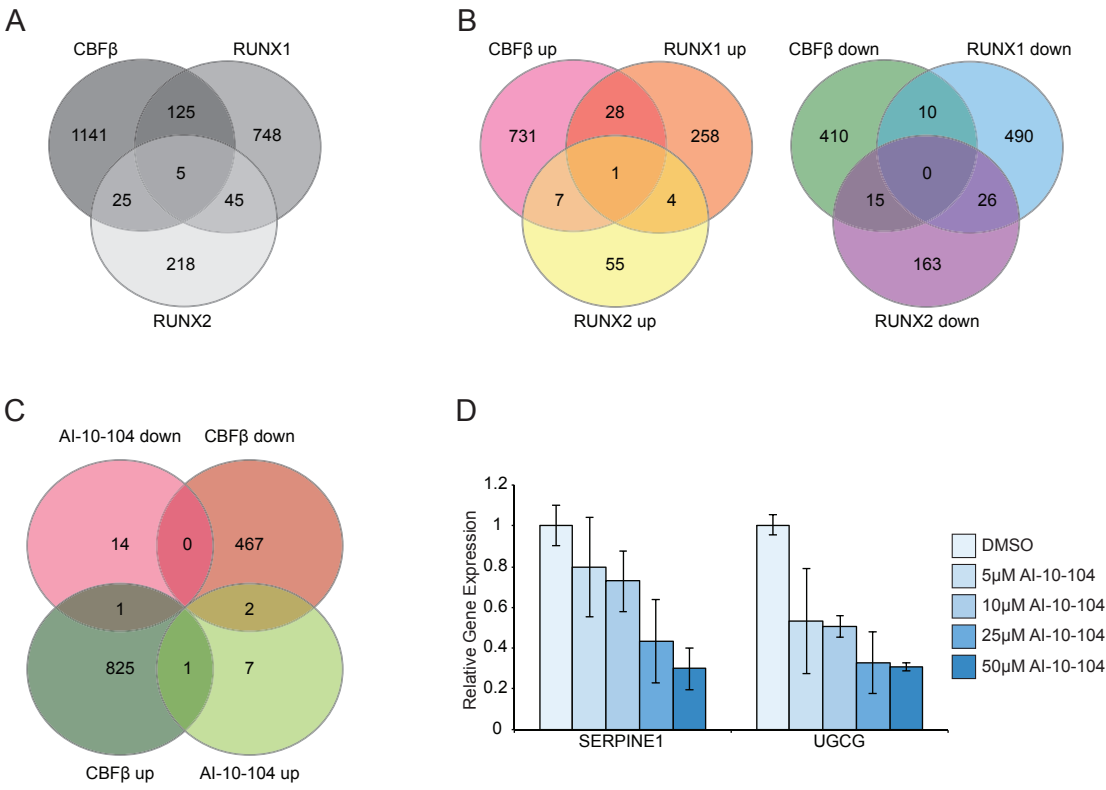 A
CBFβ
RUNX1
125
1141
748
5
25
45
218
RUNX2
B
CBFβ up
RUNX1 up
28
731
258
1
7
4
55
RUNX2 up
CBFβ down
RUNX1 down
10
410
490
0
15
26
163
RUNX2 down
C
AI-10-104 down
CBFβ down
14
0
467
1
2
825
1
7
CBFβ up
AI-10-104 up
D
Relative Gene Expression
1.2
1
0.8
0.6
0.4
0.2
0
SERPINE1
UGCG
DMSO
5μM AI-10-104
10μM AI-10-104
25μM AI-10-104
50μM AI-10-104